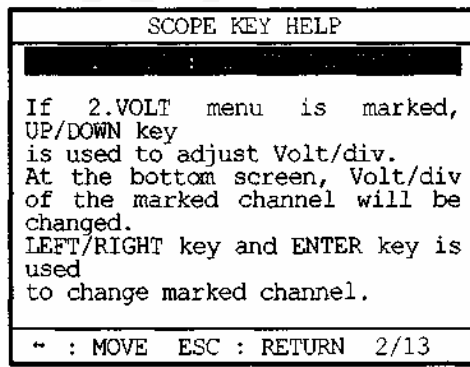 SCOPE KEY HELP
If 2.VOLT menu is marked,
UP/DOWN key
is used to adjust Volt/div.
At the bottom screen, Volt/div
of the marked channel will be
changed.
LEFT/RIGHT key and ENTER key is
used
to change marked channel.
: MOVE ESC : RETURN 2/13